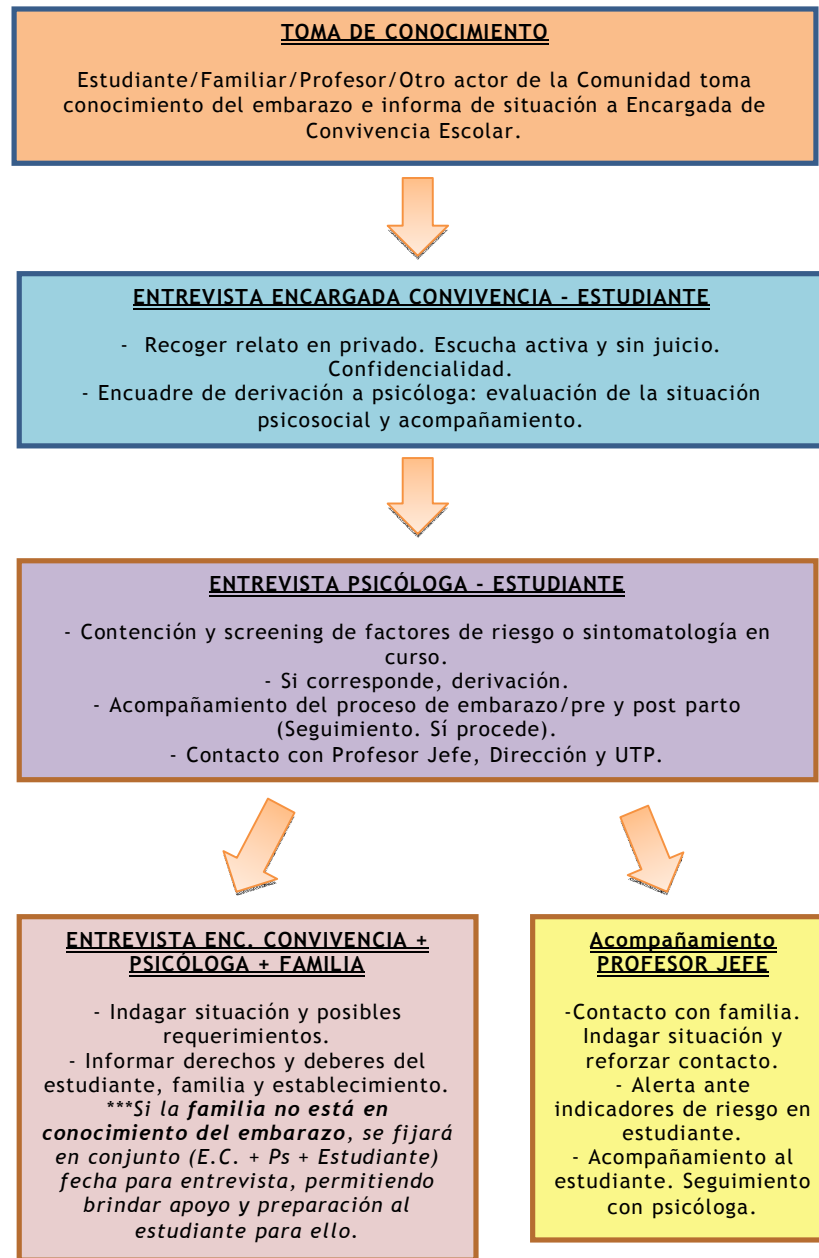 TOMA DE CONOCIMIENTO
Estudiante/Familiar/Profesor/Otro actor de la Comunidad toma
conocimiento del embarazo e informa de situación a Encargada de
Convivencia Escolar.
ENTREVISTA ENCARGADA CONVIVENCIA - ESTUDIANTE
- Recoger relato en privado. Escucha activa y sin juicio.
Confidencialidad.
- Encuadre de derivación a psicóloga: evaluación de la situación
psicosocial y acompañamiento.
ENTREVISTA PSICÓLOGA - ESTUDIANTE
- Contención y screening de factores de riesgo o sintomatología en
curso.
- Si corresponde, derivación.
- Acompañamiento del proceso de embarazo/pre y post parto
(Seguimiento. Sí procede).
- Contacto con Profesor Jefe, Dirección y UTP.
ENTREVISTA ENC. CONVIVENCIA +
PSICÓLOGA + FAMILIA
- Indagar situación y posibles
requerimientos.
- Informar derechos y deberes del
estudiante, familia y establecimiento.
***Si la familia no está en
conocimiento del embarazo, se fijará
en conjunto (E.C. + Ps + Estudiante)
fecha para entrevista, permitiendo
brindar apoyo y preparación al
estudiante para ello.
Acompañamiento
PROFESOR JEFE
-Contacto con familia.
Indagar situación y
reforzar contacto.
- Alerta ante
indicadores de riesgo en
estudiante.
- Acompañamiento al
estudiante. Seguimiento
con psicóloga.